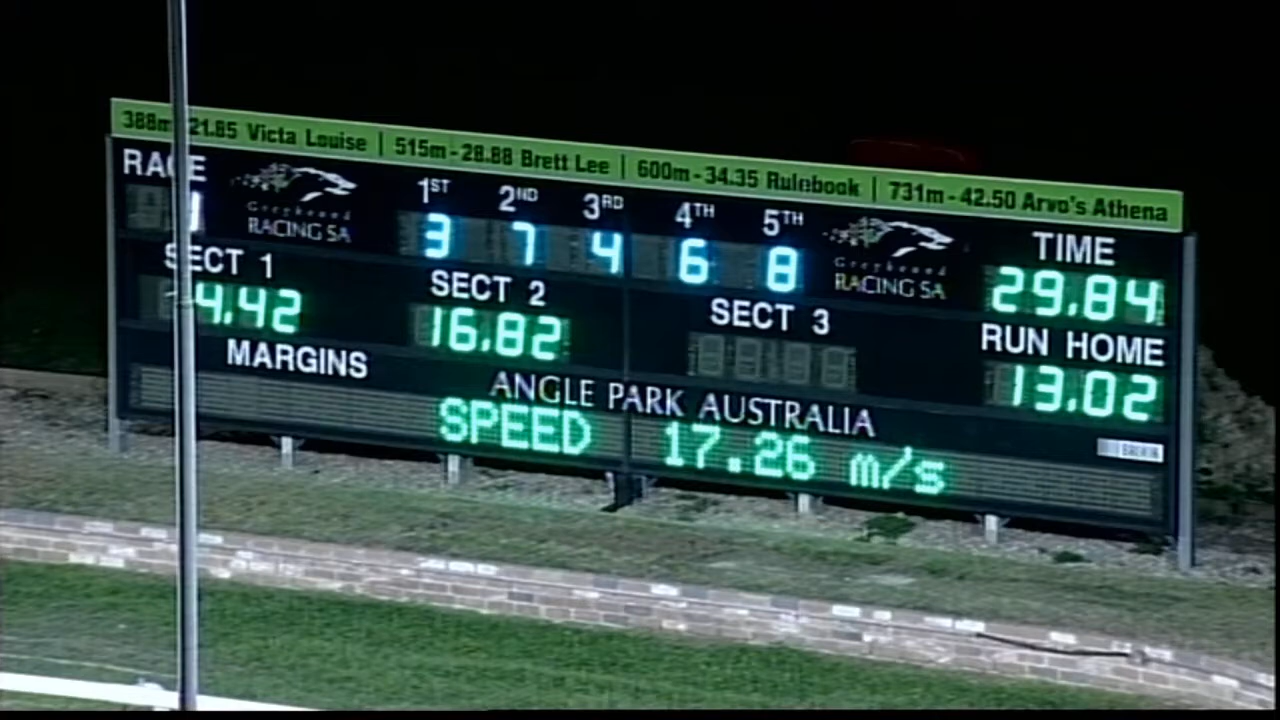 388m 21.85 Victa Louise | 515m - 28.88 Brett Lee | 600m - 34.35 Rulebook | 731m - 42.50 Arvo's Athena
RACE 1ST 2ND 3RD 4TH 5TH TIME
1 Greyhound RACING SA 3 7 4 6 8 Greyhound RACING SA 29.84
SECT 1 SECT 2 SECT 3 RUN HOME
4.42 16.82 13.02
MARGINS ANGLE PARK AUSTRALIA
SPEED 17.26 m/s